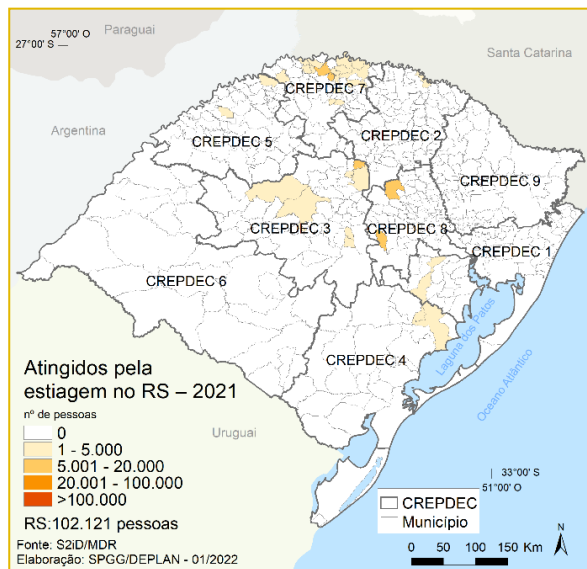 Paraguai
57°00' O
27°00' S
Santa Catarina
Argentina
CREPDEC 7
CREPDEC 5
CREPDEC 2
CREPDEC 9
CREPDEC 3
CREPDEC 8
CREPDEC 1
CREPDEC 6
CREPDEC 4
Laguna dos Patos
Oceano Atlântico
Uruguai
Atingidos pela
estiagem no RS – 2021
nº de pessoas
0
1 - 5.000
5.001 - 20.000
20.001 - 100.000
>100.000
RS:102.121 pessoas
Fonte: S2iD/MDR
Elaboração: SPGG/DEPLAN - 01/2022
33°00' S
51°00' O
CREPDEC
Município
N
0 50 100 150 Km